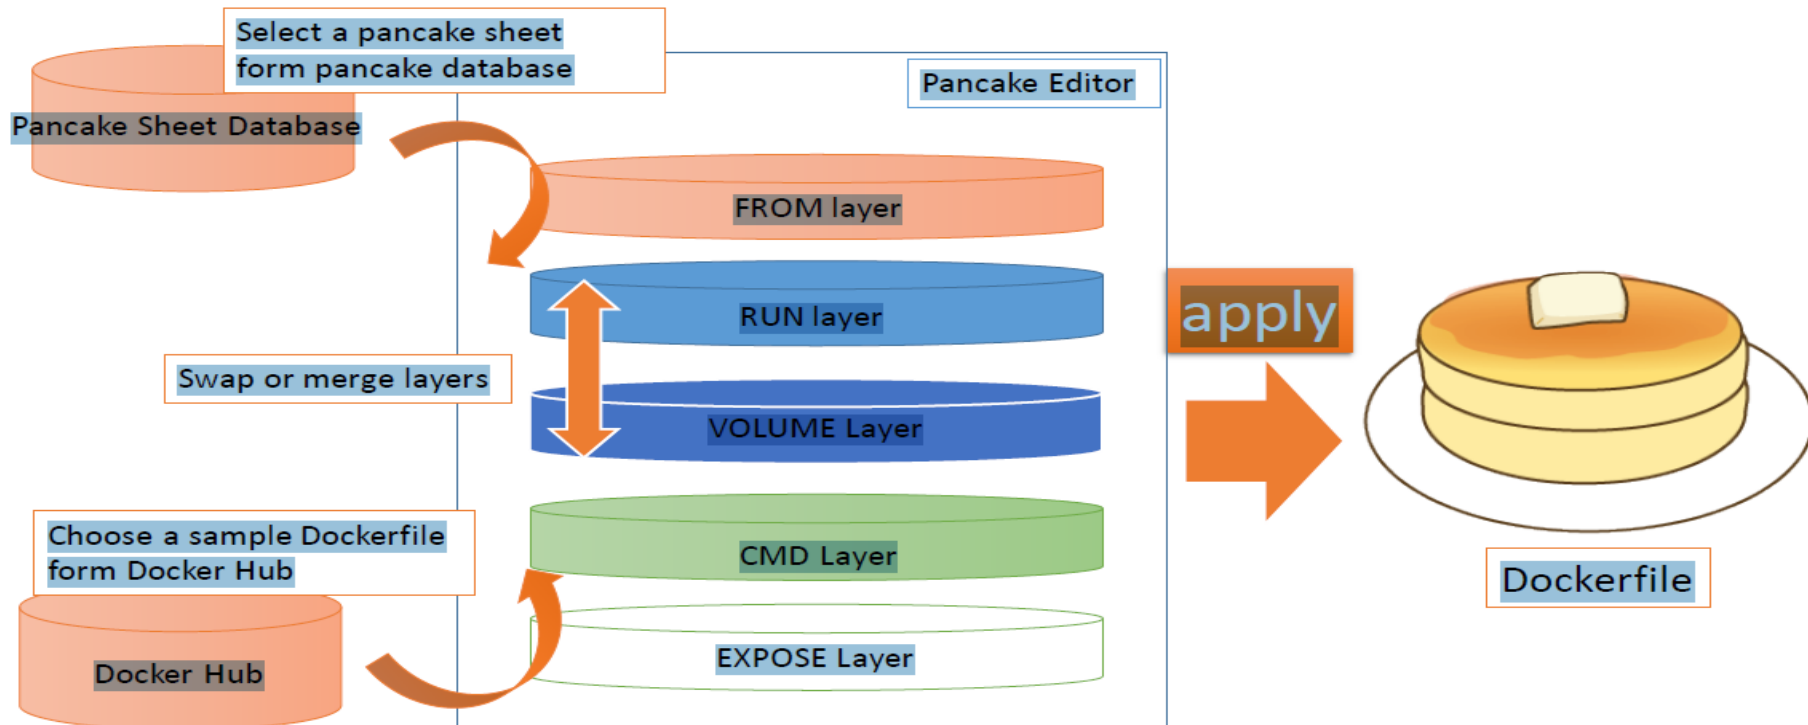 Select a pancake sheet
form pancake database
Pancake Editor
Pancake Sheet Database
FROM layer
RUN layer
apply
Swap or merge layers
VOLUME Layer
Choose a sample Dockerfile
form Docker Hub
CMD Layer
Dockerfile
EXPOSE Layer
Docker Hub